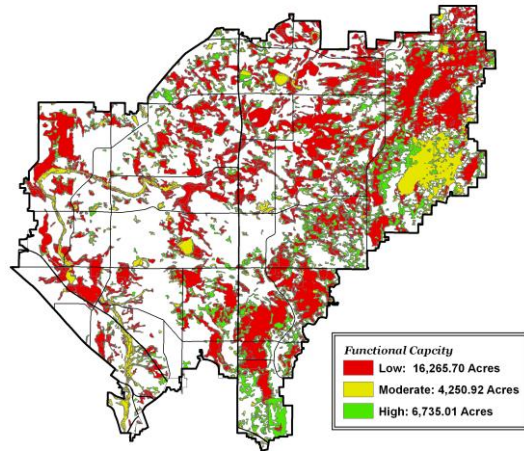 Functional Capcity
Low: 16,265.70 Acres
Moderate: 4,250.92 Acres
High: 6,735.01 Acres